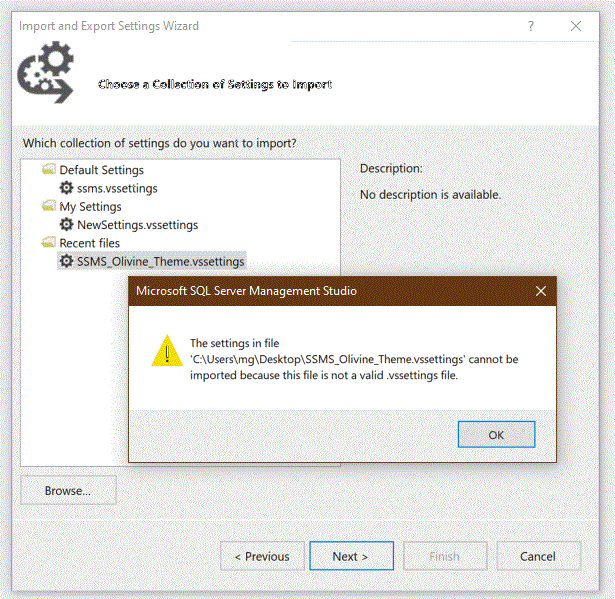 Import and Export Settings Wizard
?
Choose a Collection of Settings to Import
Which collection of settings do you want to import?
Default Settings
ssms.vssettings
My Settings
NewSettings.vssettings
Recent files
SSMS_Olivine_Theme.vssettings
Description:
No description is available.
Microsoft SQL Server Management Studio
The settings in file
'C:\Users\mg\Desktop\SSMS_Olivine_Theme.vssettings' cannot be
imported because this file is not a valid .vssettings file.
OK
Browse...
< Previous
Next >
Finish
Cancel